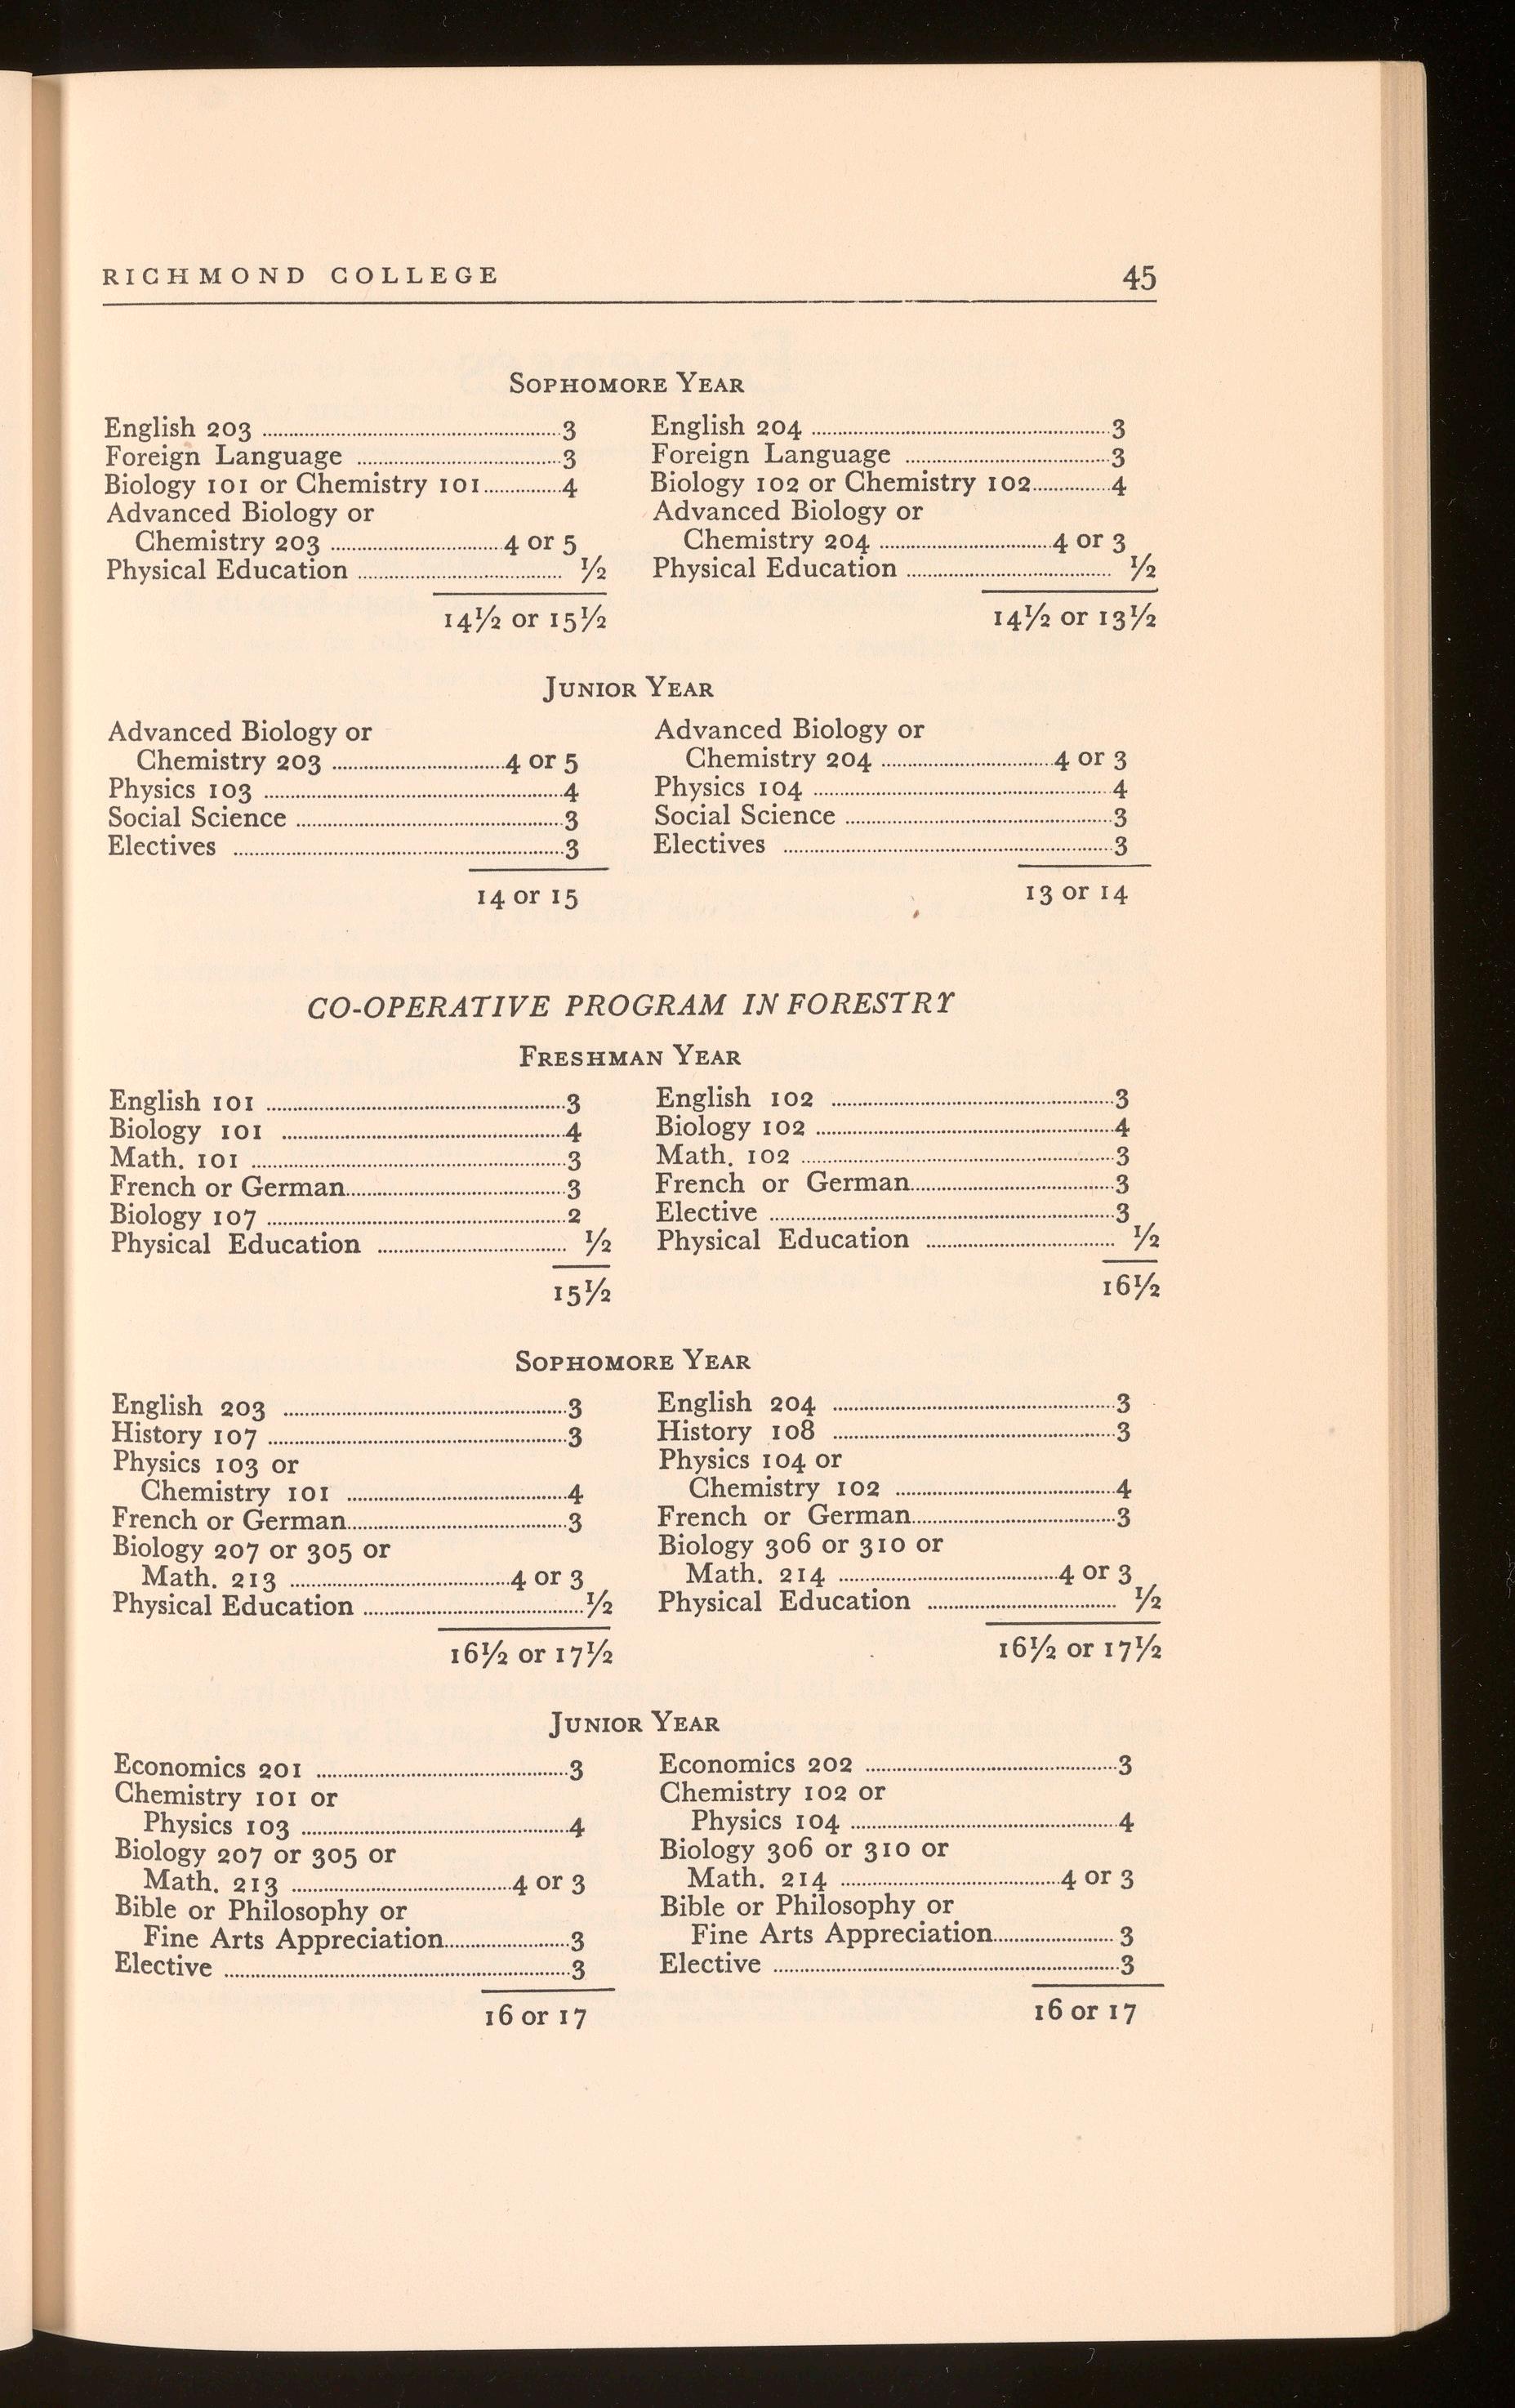 RICHMOND COLLEGE 45
SOPHOMORE YEAR
English 203 ........ 3 English 204 ........ 3
Foreign Language ........ 3 Foreign Language ........ 3
Biology 101 or Chemistry 101 ........ 4 Biology 102 or Chemistry 102 ........ 4
Advanced Biology or Advanced Biology or
Chemistry 203 ........ 4 or 5 Chemistry 204 ........ 4 or 3
Physical Education ........ ½ Physical Education ........ ½
14½ or 15½ 14½ or 13½
JUNIOR YEAR
Advanced Biology or Advanced Biology or
Chemistry 203 ........ 4 or 5 Chemistry 204 ........ 4 or 3
Physics 103 ........ 4 Physics 104 ........ 4
Social Science ........ 3 Social Science ........ 3
Electives ........ 3 Electives ........ 3
14 or 15 13 or 14
CO-OPERATIVE PROGRAM IN FORESTRY
FRESHMAN YEAR
English 101 ........ 3 English 102 ........ 3
Biology 101 ........ 4 Biology 102 ........ 4
Math. 101 ........ 3 Math. 102 ........ 3
French or German ........ 3 French or German ........ 3
Biology 107 ........ 2 Elective ........ 3
Physical Education ........ ½ Physical Education ........ ½
15½ 16½
SOPHOMORE YEAR
English 203 ........ 3 English 204 ........ 3
History 107 ........ 3 History 108 ........ 3
Physics 103 or Physics 104 or
Chemistry 101 ........ 4 Chemistry 102 ........ 4
French or German ........ 3 French or German ........ 3
Biology 207 or 305 or Biology 306 or 310 or
Math. 213 ........ 4 or 3 Math. 214 ........ 4 or 3
Physical Education ........ ½ Physical Education ........ ½
16½ or 17½ 16½ or 17½
JUNIOR YEAR
Economics 201 ........ 3 Economics 202 ........ 3
Chemistry 101 or Chemistry 102 or
Physics 103 ........ 4 Physics 104 ........ 4
Biology 207 or 305 or Biology 306 or 310 or
Math. 213 ........ 4 or 3 Math. 214 ........ 4 or 3
Bible or Philosophy or Bible or Philosophy or
Fine Arts Appreciation ........ 3 Fine Arts Appreciation ........ 3
Elective ........ 3 Elective ........ 3
16 or 17 16 or 17